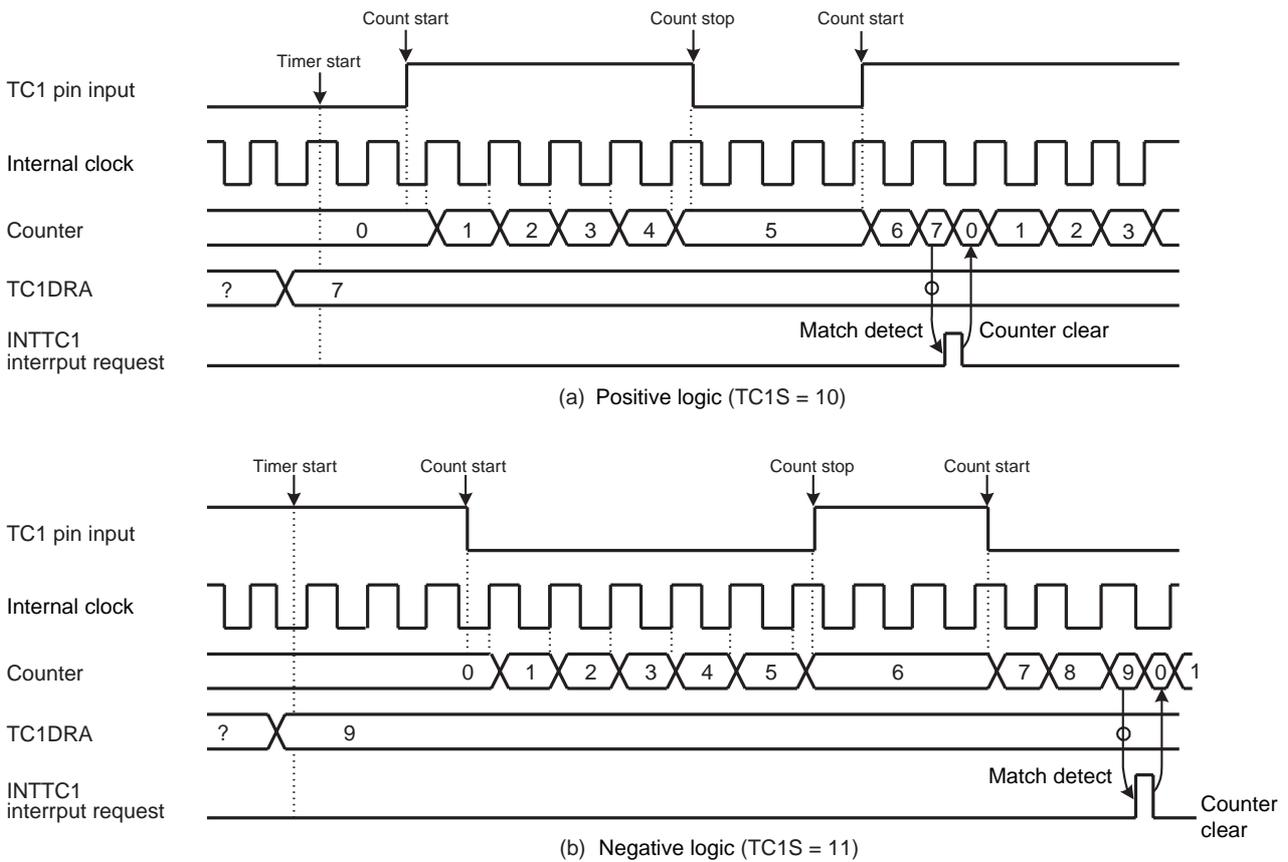 Count start Count stop Count start
Timer start
TC1 pin input
Internal clock
Counter 0 1 2 3 4 5 6 7 0 1 2 3
TC1DRA ? 7
Match detect Counter clear
INTTC1
interrput request
(a) Positive logic (TC1S = 10)
Timer start Count start Count stop Count start
TC1 pin input
Internal clock
Counter 0 1 2 3 4 5 6 7 8 9 0 1
TC1DRA ? 9
Match detect
INTTC1
interrput request
Counter
clear
(b) Negative logic (TC1S = 11)